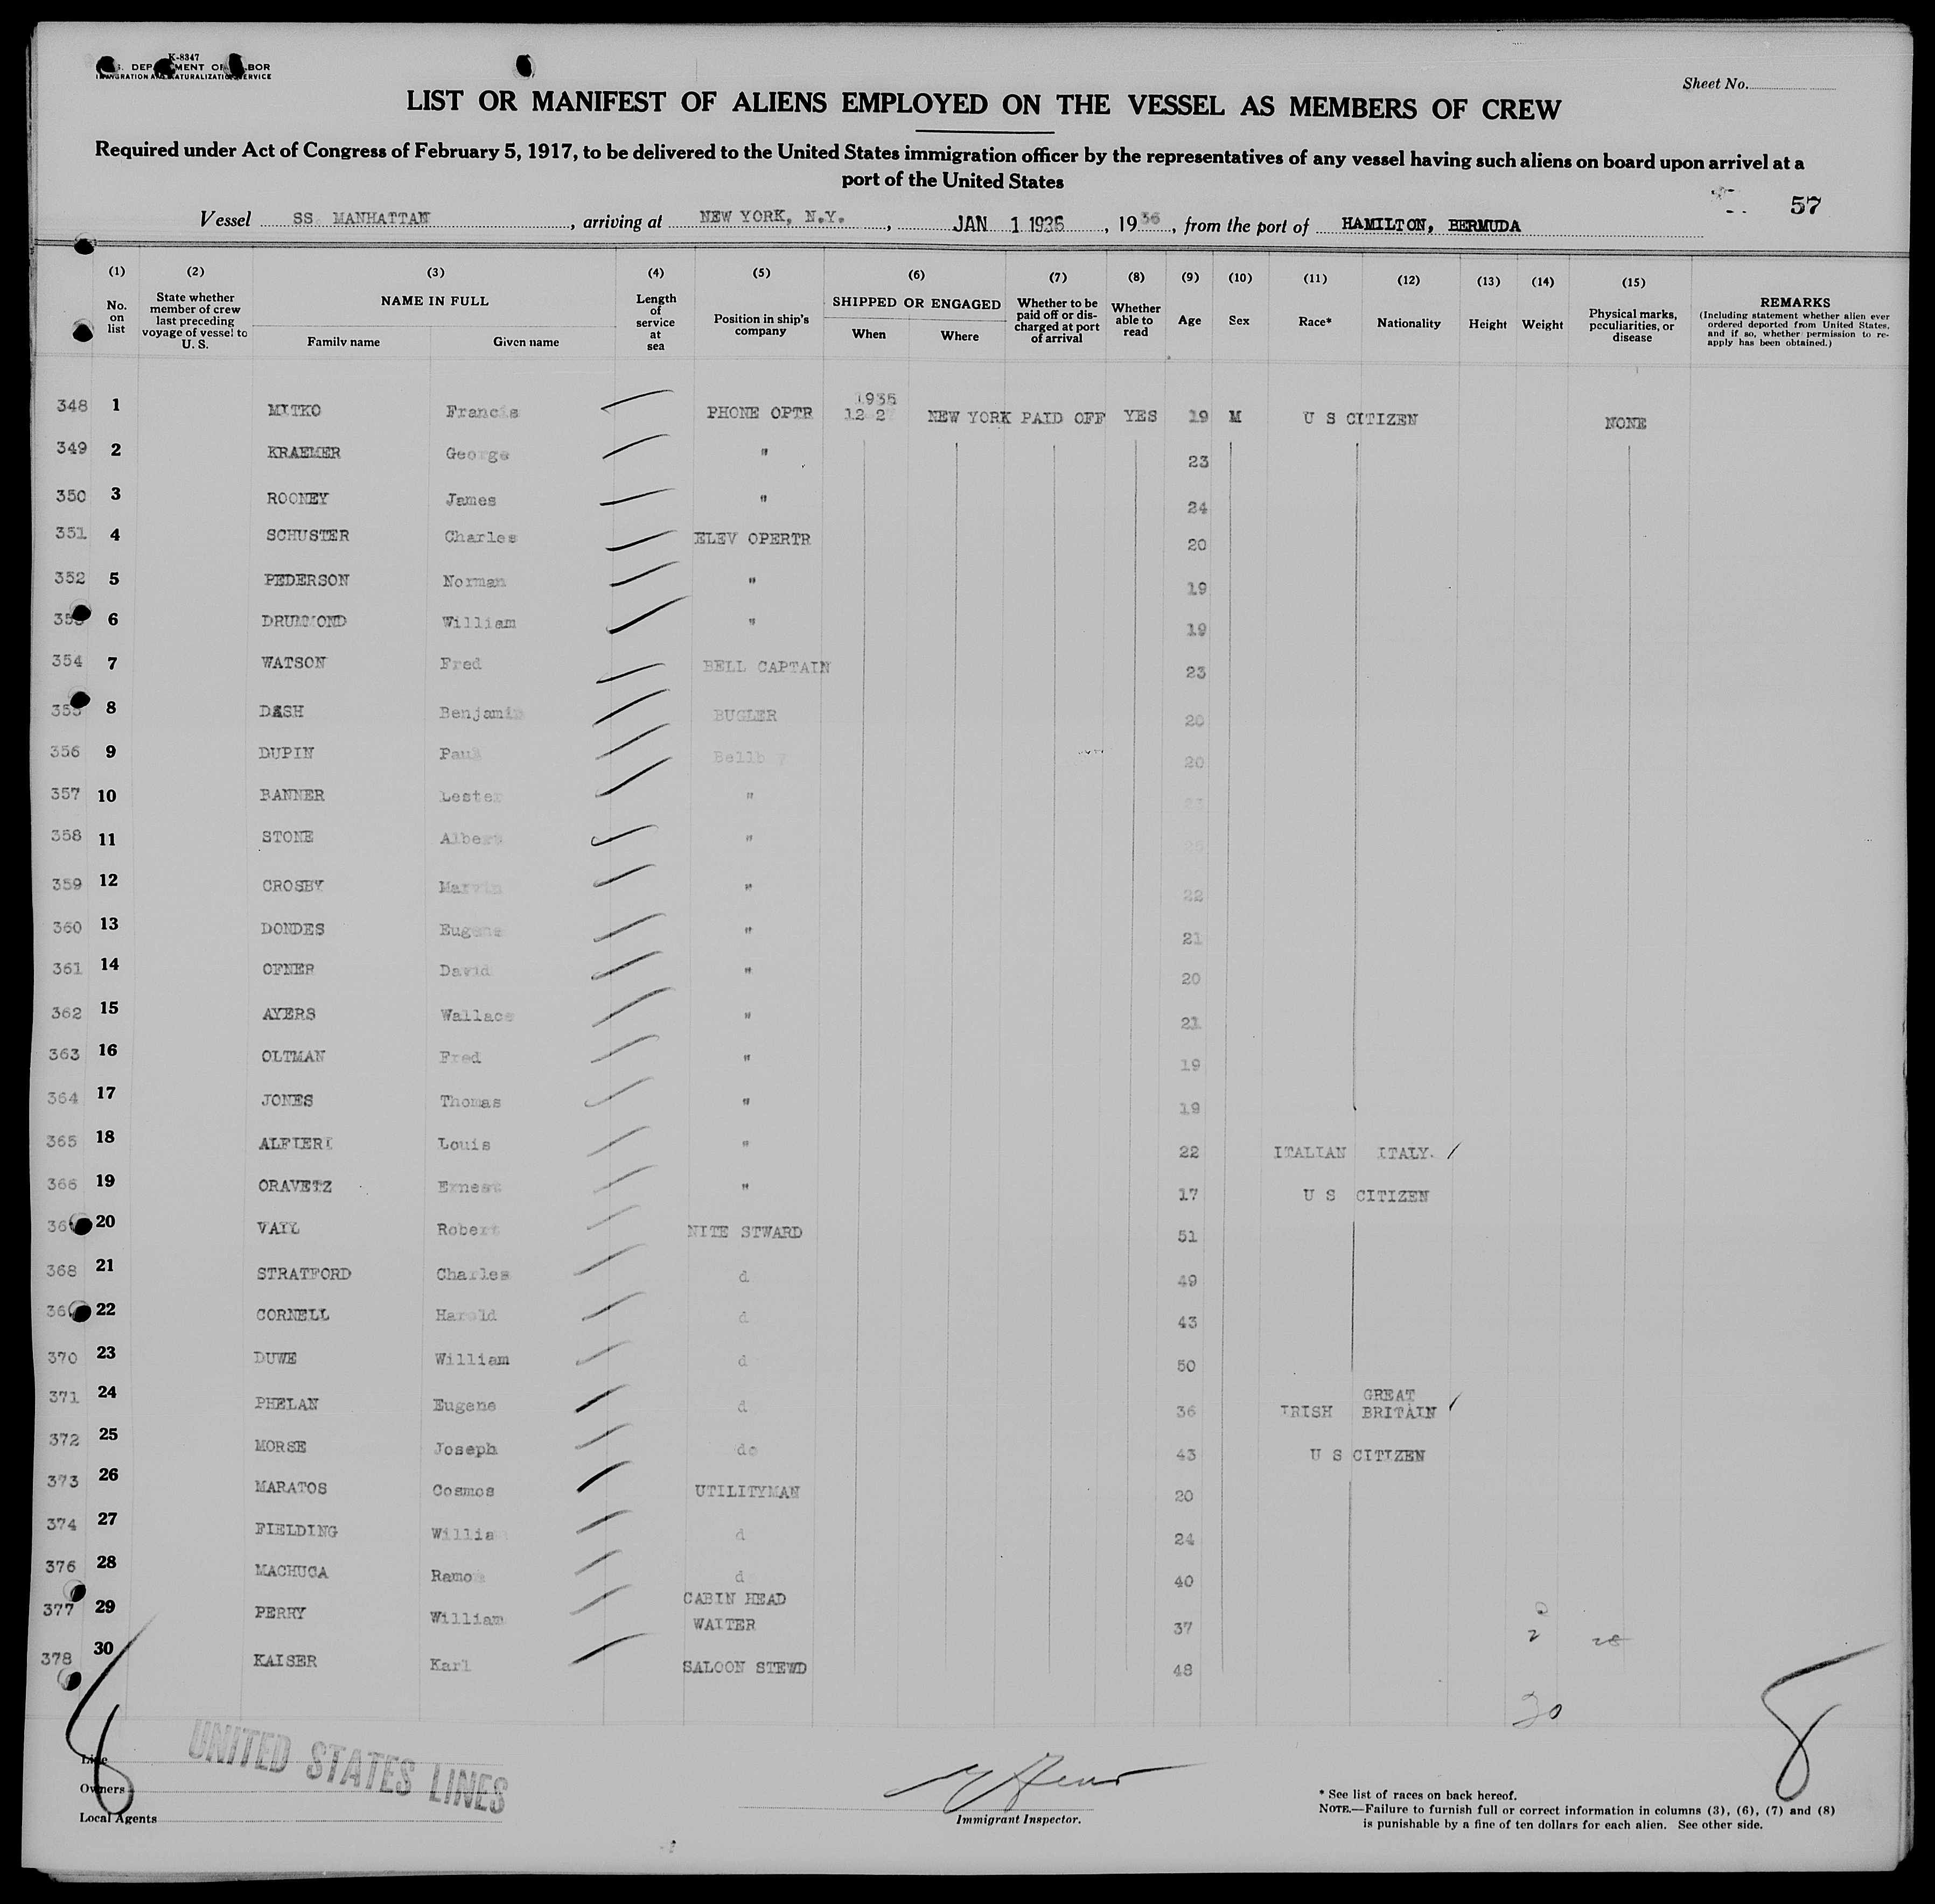 K-8347
U. S. DEPARTMENT OF LABOR
IMMIGRATION AND NATURALIZATION SERVICE
Sheet No.
LIST OR MANIFEST OF ALIENS EMPLOYED ON THE VESSEL AS MEMBERS OF CREW
Required under Act of Congress of February 5, 1917, to be delivered to the United States immigration officer by the representatives of any vessel having such aliens on board upon arrival at a
port of the United States
57
Vessel SS. MANHATTAN, arriving at NEW YORK, N.Y., JAN 1 1936, 1936, from the port of HAMILTON, BERMUDA
(1) (2) (3) (4) (5) (6) (7) (8) (9) (10) (11) (12) (13) (14) (15)
No. on list
State whether member of crew last preceding voyage of vessel to U. S.
NAME IN FULL
Family name Given name
Length of service at sea
Position in ship's company
SHIPPED OR ENGAGED
When Where
Whether to be paid off or discharged at port of arrival
Whether able to read
Age
Sex
Race*
Nationality
Height
Weight
Physical marks, peculiarities, or disease
REMARKS
(Including statement whether alien ever ordered deported from United States, and if so, whether permission to re-apply has been obtained.)
348 1 MITKO Francis PHONE OPTR 1935 12 27 NEW YORK PAID OFF YES 19 M U S CITIZEN NONE
349 2 KRAEMER George " 23
350 3 ROONEY James " 24
351 4 SCHUSTER Charles ELEV OPERTR 20
352 5 PEDERSON Norman " 19
353 6 DRUMMOND William " 19
354 7 WATSON Fred BELL CAPTAIN 23
355 8 DASH Benjamin BUGLER 20
356 9 DUPIN Paul Bellboy 20
357 10 BANNER Lester "
358 11 STONE Albert "
359 12 CROSBY Marvin " 22
360 13 DONDES Eugene " 21
361 14 OFNER David " 20
362 15 AYERS Wallace " 21
363 16 OLTMAN Fred " 19
364 17 JONES Thomas " 19
365 18 ALFIERI Louis " 22 ITALIAN ITALY.
366 19 ORAVETZ Ernest " 17 U S CITIZEN
367 20 VAIL Robert NITE STWARD 51
368 21 STRATFORD Charles d 49
369 22 CORNELL Harold d 43
370 23 DUWE William d 50
371 24 PHELAN Eugene d 36 IRISH GREAT BRITAIN
372 25 MORSE Joseph do 43 U S CITIZEN
373 26 MARATOS Cosmos UTILITYMAN 20
374 27 FIELDING Willia d 24
376 28 MACHUCA Ramon d 40
377 29 PERRY William CABIN HEAD WAITER 37
378 30 KAISER Karl SALOON STEWD 48
30
8 8
Line
Owners
Local Agents
UNITED STATES LINES
Immigrant Inspector.
* See list of races on back hereof.
NOTE.—Failure to furnish full or correct information in columns (3), (6), (7) and (8)
is punishable by a fine of ten dollars for each alien. See other side.